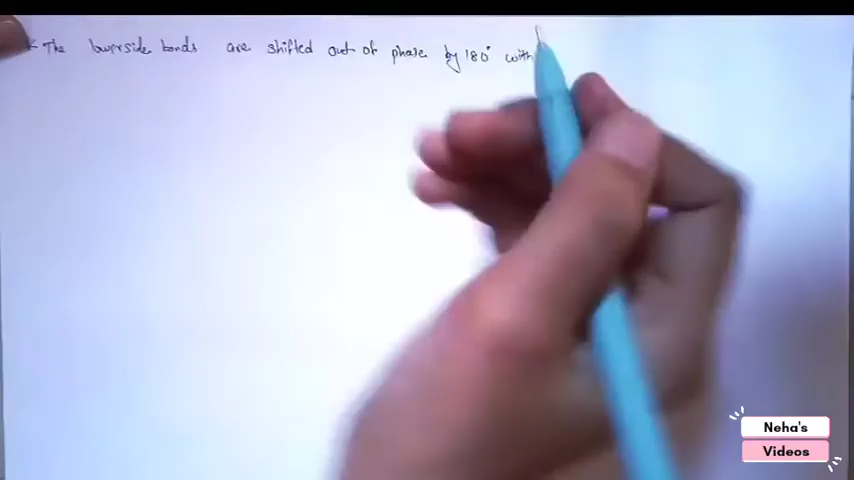 * The lowerside bands are shifted out of phase by 180° with
Neha's
Videos